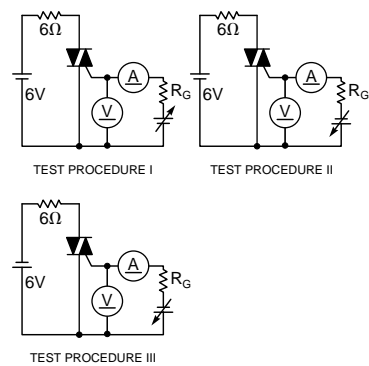 6Ω
6V
A
V
RG
TEST PROCEDURE I
6Ω
6V
A
V
RG
TEST PROCEDURE II
6Ω
6V
A
V
RG
TEST PROCEDURE III